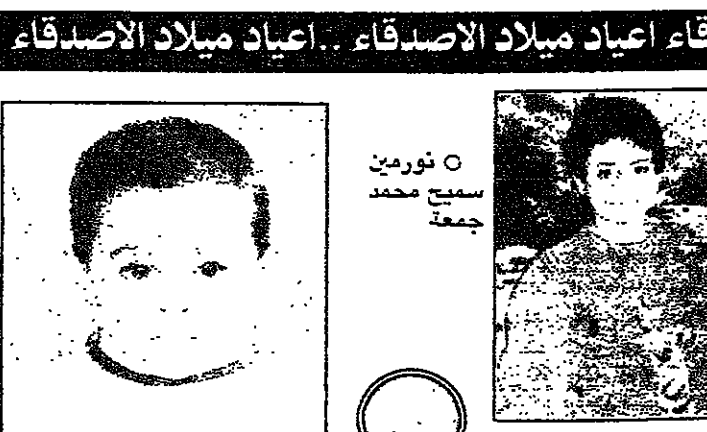 قاء اعياد ميلاد الاصدقاء ..اعياد ميلاد الاصدقاء
○ نورمين
سميح محمد
جمعة